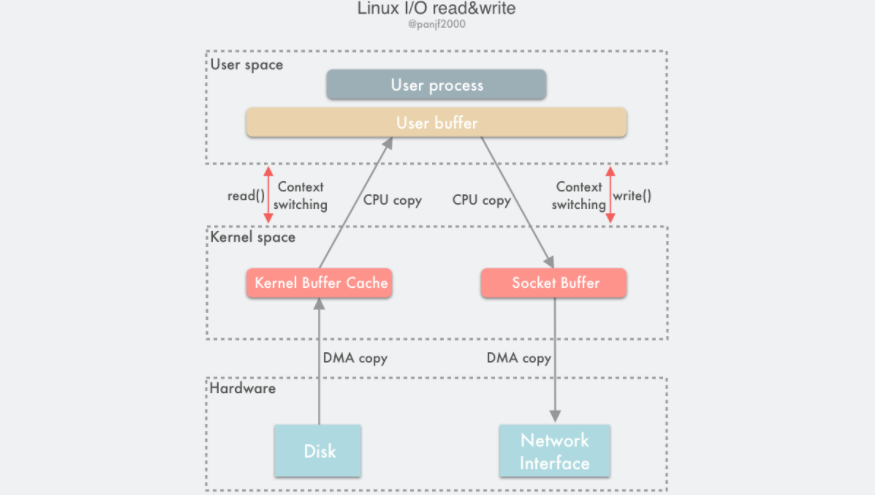 Linux I/O read&write
@panjf2000
User space
User process
User buffer
read()
Context
switching
CPU copy
CPU copy
Context
switching
write()
Kernel space
Kernel Buffer Cache
Socket Buffer
DMA copy
DMA copy
Hardware
Disk
Network
Interface